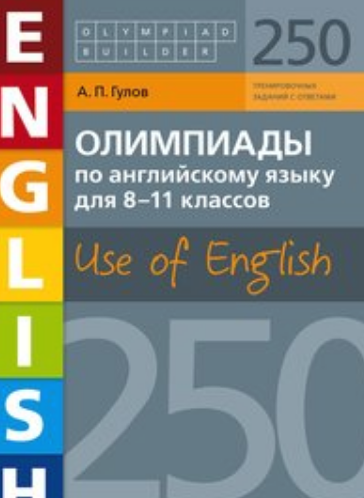 ENGLISH
OLYMPIAD
BUILDER
250
ТРЕНИРОВОЧНЫХ
ЗАДАНИЙ С ОТВЕТАМИ
А. П. Гулов
ОЛИМПИАДЫ
по английскому языку
для 8–11 классов
Use of English
250